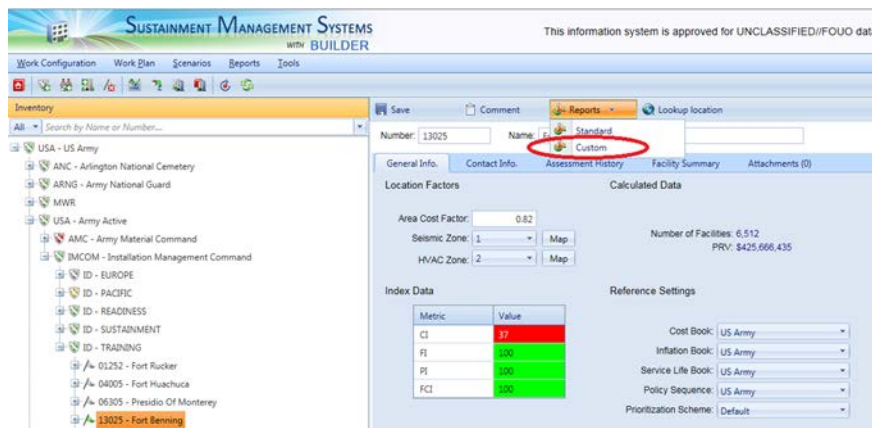 SUSTAINMENT MANAGEMENT SYSTEMS
WITH BUILDER
This information system is approved for UNCLASSIFIED//FOUO dat
Work Configuration Work Plan Scenarios Reports Tools
Inventory
All Search by Name or Number...
USA - US Army
ANC - Arlington National Cemetery
ARNG - Army National Guard
MWR
USA - Army Active
AMC - Army Material Command
IMCOM - Installation Management Command
ID - EUROPE
ID - PACIFIC
ID - READINESS
ID - SUSTAINMENT
ID - TRAINING
01252 - Fort Rucker
04005 - Fort Huachuca
06305 - Presidio Of Monterey
13025 - Fort Benning
Save Comment Reports Lookup location
Standard
Custom
Number: 13025 Name:
General Info. Contact Info. Assessment History Facility Summary Attachments (0)
Location Factors
Area Cost Factor: 0.82
Seismic Zone: 1 Map
HVAC Zone: 2 Map
Calculated Data
Number of Facilities: 6,512
PRV: $425,666,435
Index Data
Metric Value
CI 37
FI 100
PI 100
FCI 100
Reference Settings
Cost Book: US Army
Inflation Book: US Army
Service Life Book: US Army
Policy Sequence: US Army
Prioritization Scheme: Default